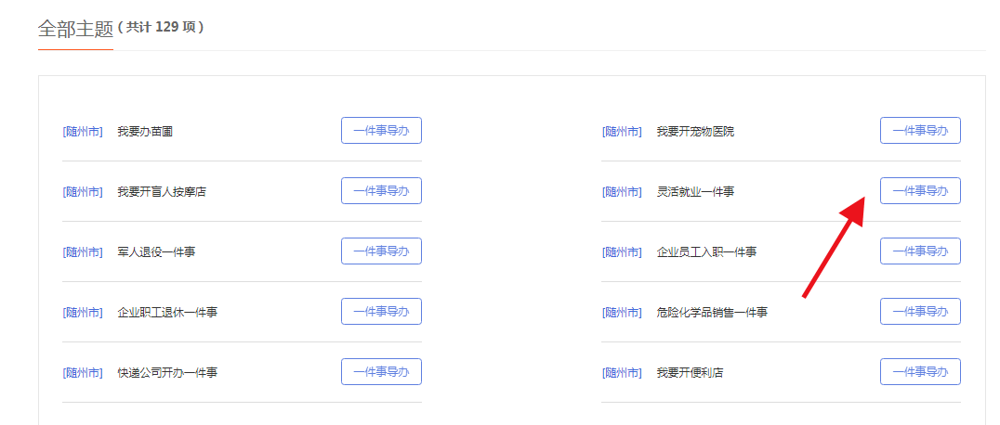 全部主题(共计 129 项)
[随州市] 我要办苗圃 一件事导办 [随州市] 我要开宠物医院 一件事导办
[随州市] 我要开盲人按摩店 一件事导办 [随州市] 灵活就业一件事 一件事导办
[随州市] 军人退役一件事 一件事导办 [随州市] 企业员工入职一件事 一件事导办
[随州市] 企业职工退休一件事 一件事导办 [随州市] 危险化学品销售一件事 一件事导办
[随州市] 快递公司开办一件事 一件事导办 [随州市] 我要开便利店 一件事导办